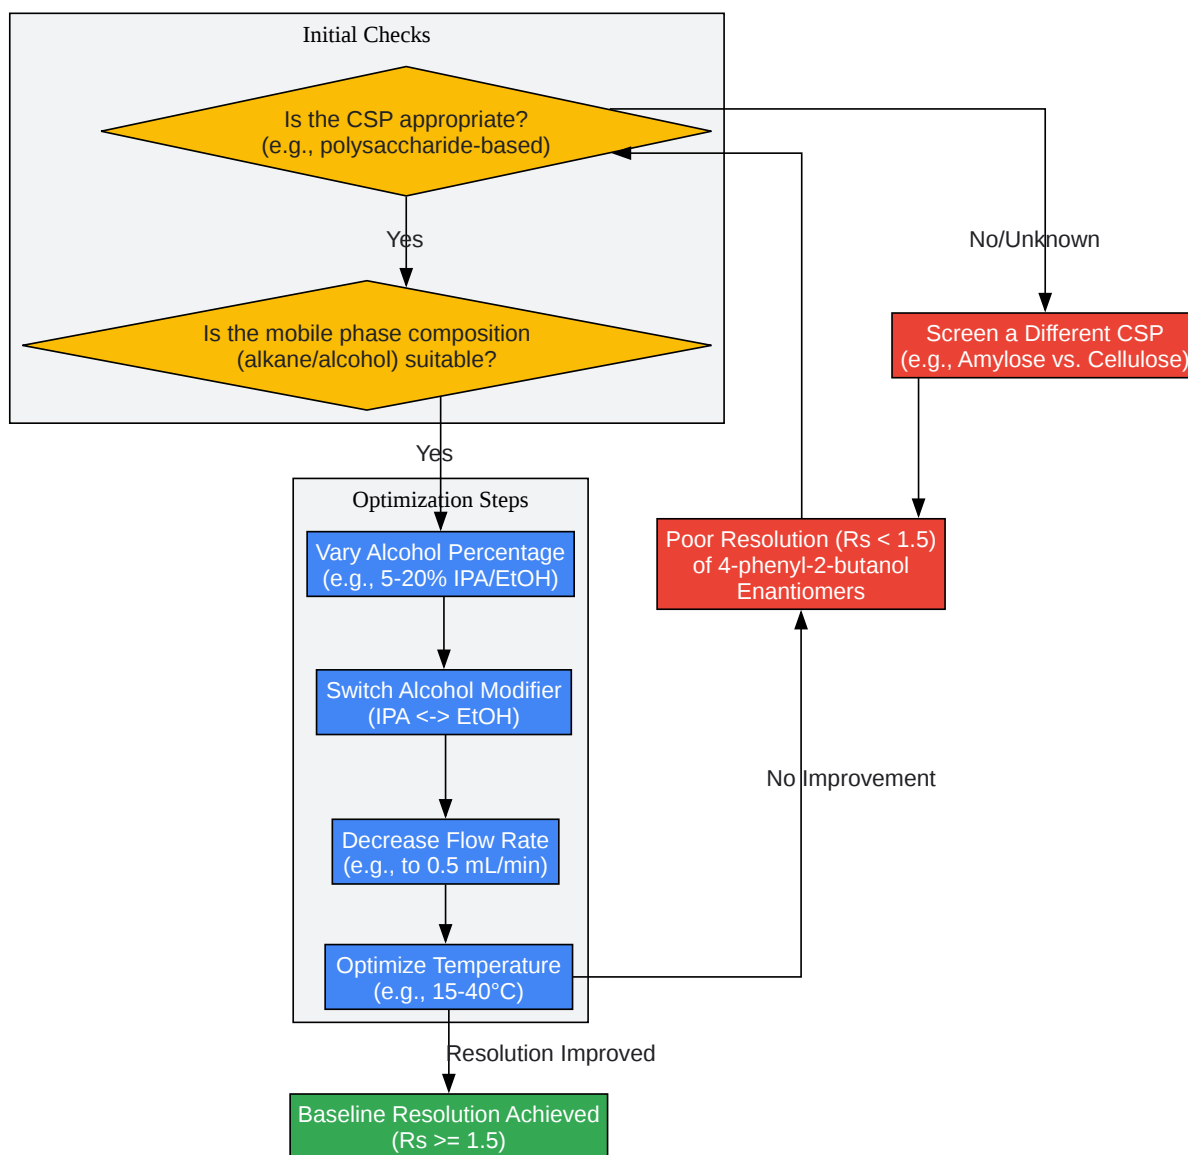 Initial Checks
Is the CSP appropriate?
(e.g., polysaccharide-based)
Yes
No/Unknown
Is the mobile phase composition
(alkane/alcohol) suitable?
Screen a Different CSP
(e.g., Amylose vs. Cellulose)
Yes
Optimization Steps
Vary Alcohol Percentage
(e.g., 5-20% IPA/EtOH)
Poor Resolution (Rs < 1.5)
of 4-phenyl-2-butanol
Enantiomers
Switch Alcohol Modifier
(IPA <-> EtOH)
No Improvement
Decrease Flow Rate
(e.g., to 0.5 mL/min)
Optimize Temperature
(e.g., 15-40°C)
Resolution Improved
Baseline Resolution Achieved
(Rs >= 1.5)